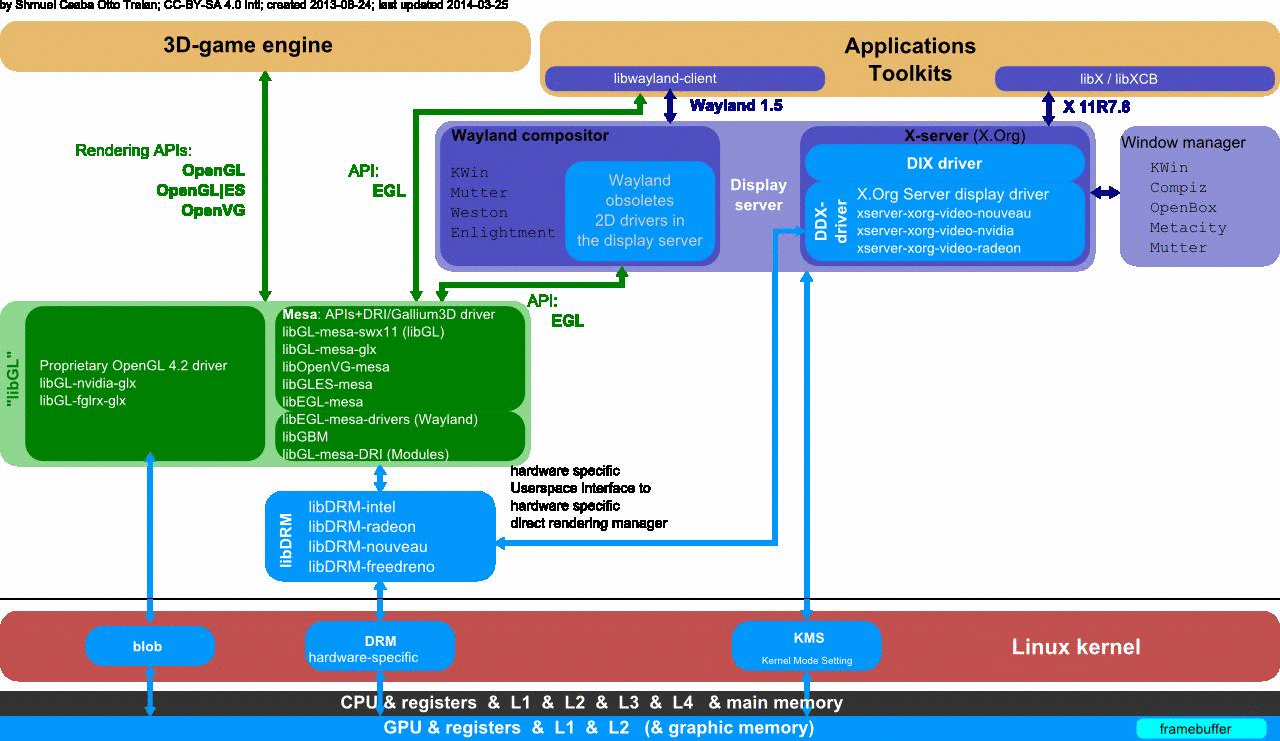 by Shmuel Csaba Otto Traian; CC-BY-SA 4.0 intl; created 2013-08-24; last updated 2014-03-25
3D-game engine
Applications
Toolkits
libwayland-client
libX / libXCB
Wayland 1.5
X 11R7.8
Rendering APIs:
OpenGL
OpenGL|ES
OpenVG
API:
EGL
Wayland compositor
KWin
Mutter
Weston
Enlightment
Wayland
obsoletes
2D drivers in
the display server
Display
server
X-server (X.Org)
DIX driver
DDX-
driver
X.Org Server display driver
xserver-xorg-video-nouveau
xserver-xorg-video-nvidia
xserver-xorg-video-radeon
Window manager
KWin
Compiz
OpenBox
Metacity
Mutter
API:
EGL
"libGL"
Proprietary OpenGL 4.2 driver
libGL-nvidia-glx
libGL-fglrx-glx
Mesa: APIs+DRI/Gallium3D driver
libGL-mesa-swx11 (libGL)
libGL-mesa-glx
libOpenVG-mesa
libGLES-mesa
libEGL-mesa
libEGL-mesa-drivers (Wayland)
libGBM
libGL-mesa-DRI (Modules)
hardware specific
Userspace interface to
hardware specific
direct rendering manager
libDRM
libDRM-intel
libDRM-radeon
libDRM-nouveau
libDRM-freedreno
blob
DRM
hardware-specific
KMS
Kernel Mode Setting
Linux kernel
CPU & registers & L1 & L2 & L3 & L4 & main memory
GPU & registers & L1 & L2 (& graphic memory)
framebuffer